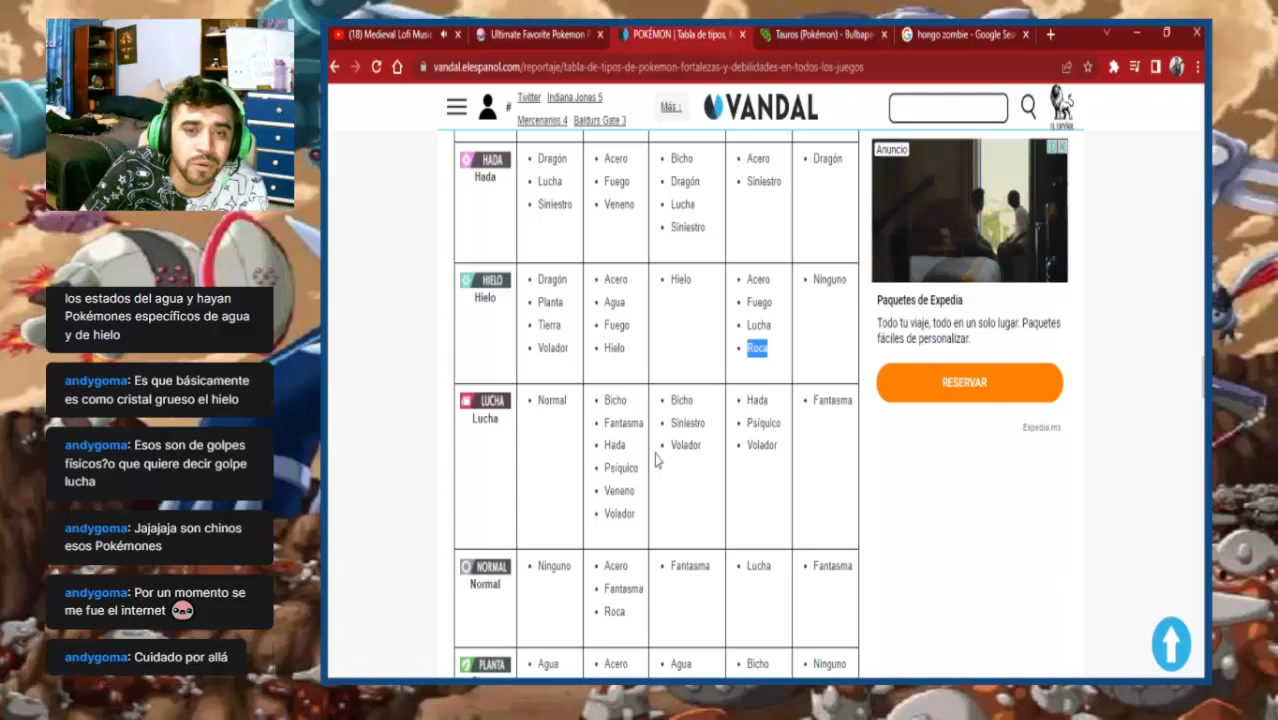 (18) Medieval Lofi Music
Ultimate Favorite Pokemon P
POKÉMON | Tabla de tipos,
Tauros (Pokémon) - Bulbape
hongo zombie - Google Sea
vandal.elespanol.com/reportaje/tabla-de-tipos-de-pokemon-fortalezas-y-debilidades-en-todos-los-juegos
# Twitter Indiana Jones 5
Mercenarios 4 Baldurs Gate 3
Más ↓
VANDAL
EL ESPAÑOL
HADA
Hada
• Dragón
• Lucha
• Siniestro
• Acero
• Fuego
• Veneno
• Bicho
• Dragón
• Lucha
• Siniestro
• Acero
• Siniestro
• Dragón
HIELO
Hielo
• Dragón
• Planta
• Tierra
• Volador
• Acero
• Agua
• Fuego
• Hielo
• Hielo
• Acero
• Fuego
• Lucha
• Roca
• Ninguno
LUCHA
Lucha
• Normal
• Bicho
• Fantasma
• Hada
• Psíquico
• Veneno
• Volador
• Bicho
• Siniestro
• Volador
• Hada
• Psíquico
• Volador
• Fantasma
NORMAL
Normal
• Ninguno
• Acero
• Fantasma
• Roca
• Fantasma
• Lucha
• Fantasma
PLANTA
• Agua
• Acero
• Agua
• Bicho
• Ninguno
Anuncio
Paquetes de Expedia
Todo tu viaje, todo en un solo lugar. Paquetes
fáciles de personalizar.
RESERVAR
Expedia.mx
los estados del agua y hayan
Pokémones específicos de agua
y de hielo
andygoma: Es que básicamente
es como cristal grueso el hielo
andygoma: Esos son de golpes
físicos?o que quiere decir golpe
lucha
andygoma: Jajajaja son chinos
esos Pokémones
andygoma: Por un momento se
me fue el internet
andygoma: Cuidado por allá